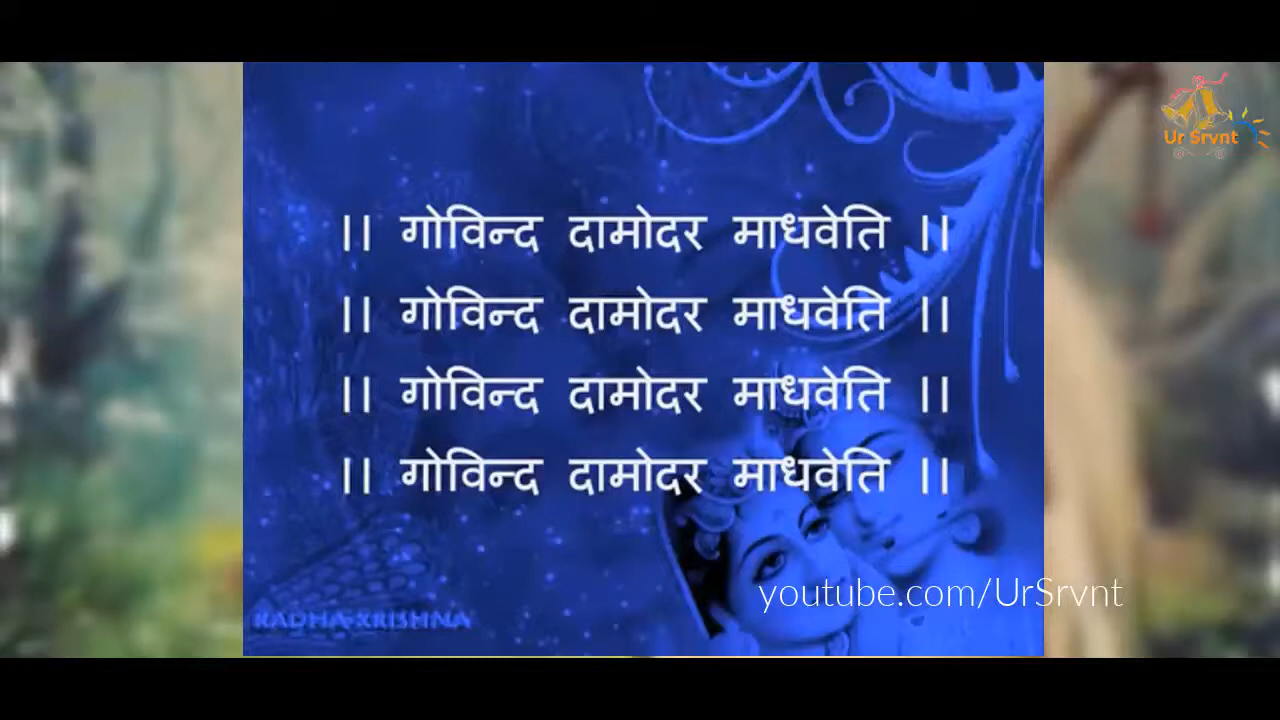 Ur Srvnt
।। गोविन्द दामोदर माधवेति ।।
।। गोविन्द दामोदर माधवेति ।।
।। गोविन्द दामोदर माधवेति ।।
।। गोविन्द दामोदर माधवेति ।।
youtube.com/UrSrvnt
RADHA-KRISHNA